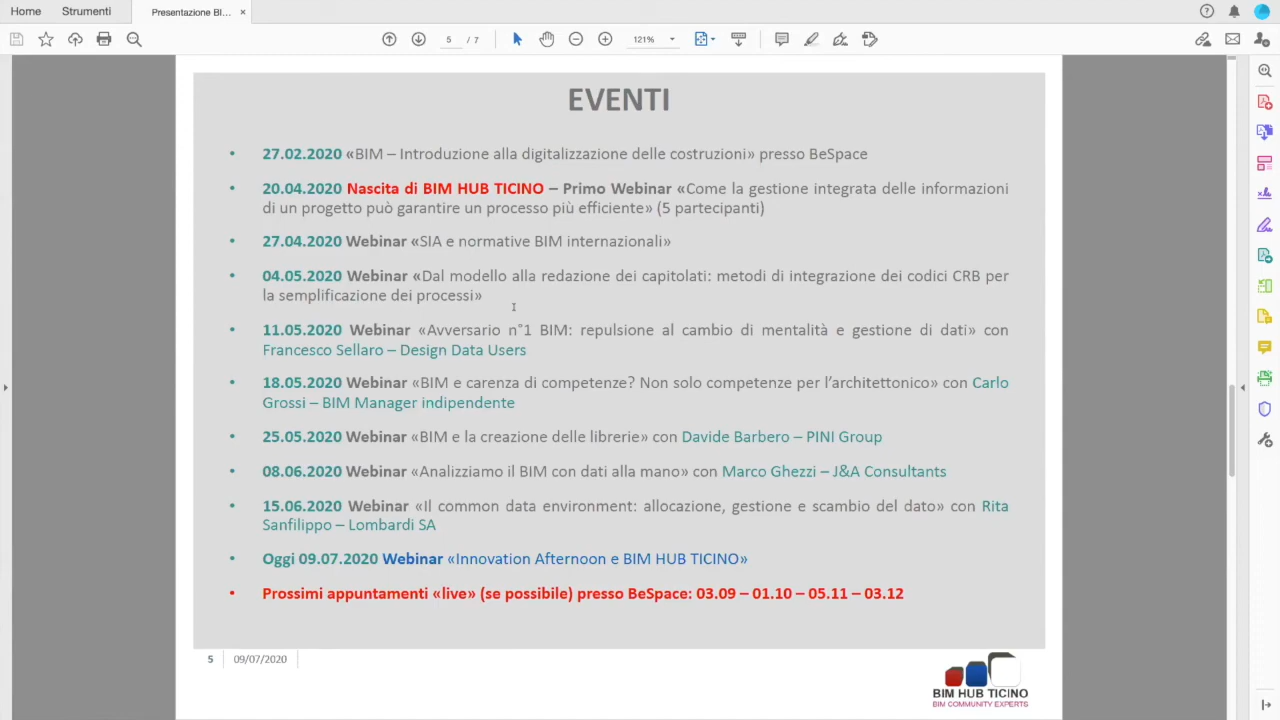 Home
Strumenti
Presentazione BI...
×
5
/ 7
121%
EVENTI
• 27.02.2020 «BIM – Introduzione alla digitalizzazione delle costruzioni» presso BeSpace
• 20.04.2020 Nascita di BIM HUB TICINO – Primo Webinar «Come la gestione integrata delle informazioni
di un progetto può garantire un processo più efficiente» (5 partecipanti)
• 27.04.2020 Webinar «SIA e normative BIM internazionali»
• 04.05.2020 Webinar «Dal modello alla redazione dei capitolati: metodi di integrazione dei codici CRB per
la semplificazione dei processi»
• 11.05.2020 Webinar «Avversario n°1 BIM: repulsione al cambio di mentalità e gestione di dati» con
Francesco Sellaro – Design Data Users
• 18.05.2020 Webinar «BIM e carenza di competenze? Non solo competenze per l’architettonico» con Carlo
Grossi – BIM Manager indipendente
• 25.05.2020 Webinar «BIM e la creazione delle librerie» con Davide Barbero – PINI Group
• 08.06.2020 Webinar «Analizziamo il BIM con dati alla mano» con Marco Ghezzi – J&A Consultants
• 15.06.2020 Webinar «Il common data environment: allocazione, gestione e scambio del dato» con Rita
Sanfilippo – Lombardi SA
• Oggi 09.07.2020 Webinar «Innovation Afternoon e BIM HUB TICINO»
• Prossimi appuntamenti «live» (se possibile) presso BeSpace: 03.09 – 01.10 – 05.11 – 03.12
5
09/07/2020
BIM HUB TICINO
BIM COMMUNITY EXPERTS